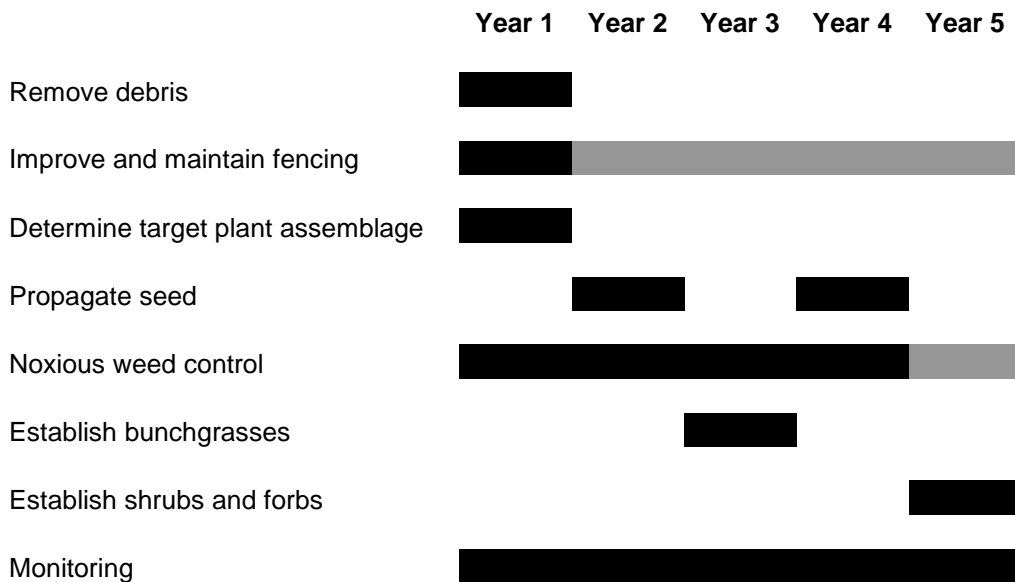 Year 1 Year 2 Year 3 Year 4 Year 5
Remove debris
Improve and maintain fencing
Determine target plant assemblage
Propagate seed
Noxious weed control
Establish bunchgrasses
Establish shrubs and forbs
Monitoring